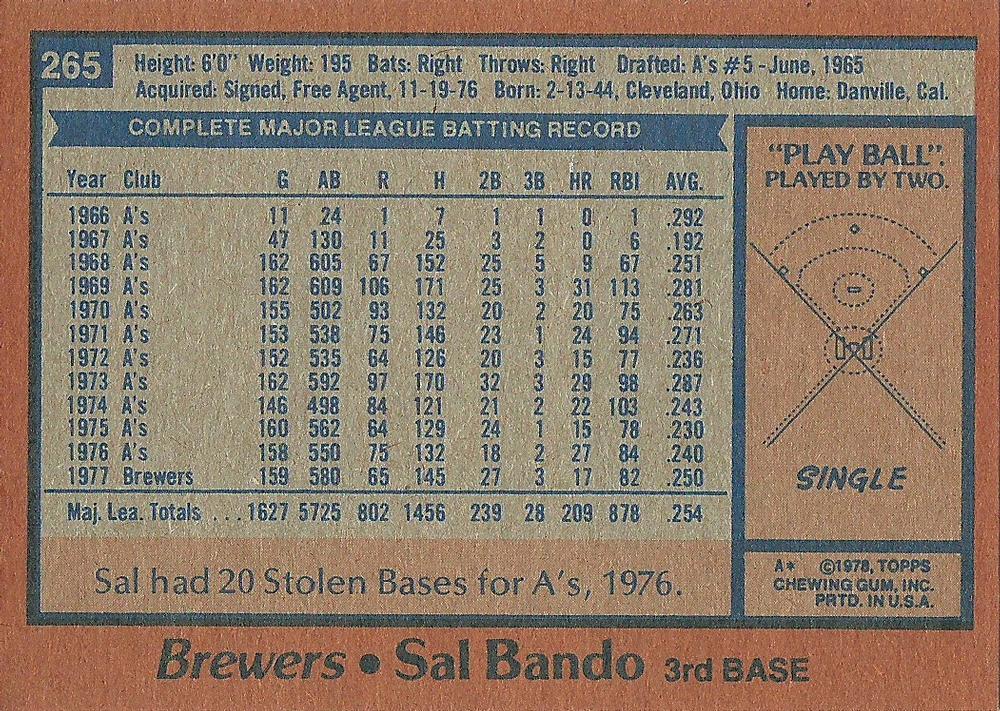 265
Height: 6'0" Weight: 195 Bats: Right Throws: Right Drafted: A's #5 - June, 1965
Acquired: Signed, Free Agent, 11-19-76 Born: 2-13-44, Cleveland, Ohio Home: Danville, Cal.
COMPLETE MAJOR LEAGUE BATTING RECORD
Year Club G AB R H 2B 3B HR RBI AVG.
1966 A's 11 24 1 7 1 1 0 1 .292
1967 A's 47 130 11 25 3 2 0 6 .192
1968 A's 162 605 67 152 25 5 9 67 .251
1969 A's 162 609 106 171 25 3 31 113 .281
1970 A's 155 502 93 132 20 2 20 75 .263
1971 A's 153 538 75 146 23 1 24 94 .271
1972 A's 152 535 64 126 20 3 15 77 .236
1973 A's 162 592 97 170 32 3 29 98 .287
1974 A's 146 498 84 121 21 2 22 103 .243
1975 A's 160 562 64 129 24 1 15 78 .230
1976 A's 158 550 75 132 18 2 27 84 .240
1977 Brewers 159 580 65 145 27 3 17 82 .250
Maj. Lea. Totals ... 1627 5725 802 1456 239 28 209 878 .254
Sal had 20 Stolen Bases for A's, 1976.
"PLAY BALL".
PLAYED BY TWO.
SINGLE
A* ©1978, TOPPS
CHEWING GUM, INC.
PRTD. IN U.S.A.
Brewers • Sal Bando 3rd BASE